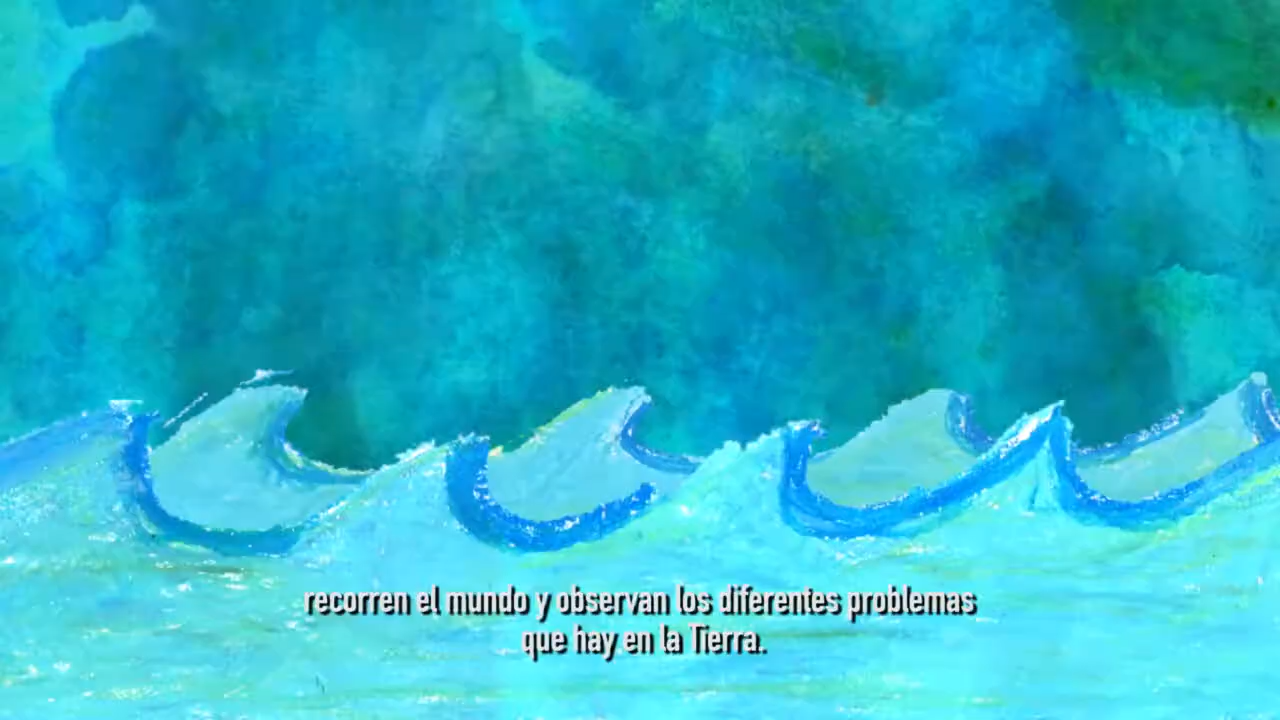 recorren el mundo y observan los diferentes problemas
que hay en la Tierra.